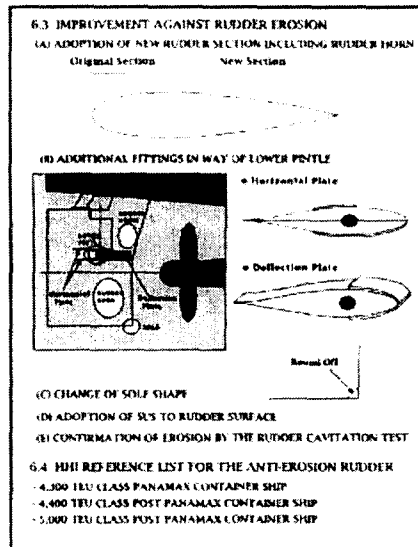 6.3 IMPROVEMENT AGAINST RUDDER EROSION
(A) ADOPTION OF NEW RUDDER SECTION INCLUDING RUDDER HORN
Original Section New Section
(B) ADDITIONAL FITTINGS IN WAY OF LOWER PINTLE
• Horizontal Plate
• Deflection Plate
Horizontal Plate
Deflection Plate
SOLE
Round Off
(C) CHANGE OF SOLE SHAPE
(D) ADOPTION OF SUS TO RUDDER SURFACE
(E) CONFIRMATION OF EROSION BY THE RUDDER CAVITATION TEST
6.4 HHI REFERENCE LIST FOR THE ANTI-EROSION RUDDER
- 4,300 TEU CLASS PANAMAX CONTAINER SHIP
- 4,400 TEU CLASS POST PANAMAX CONTAINER SHIP
- 5,000 TEU CLASS POST PANAMAX CONTAINER SHIP